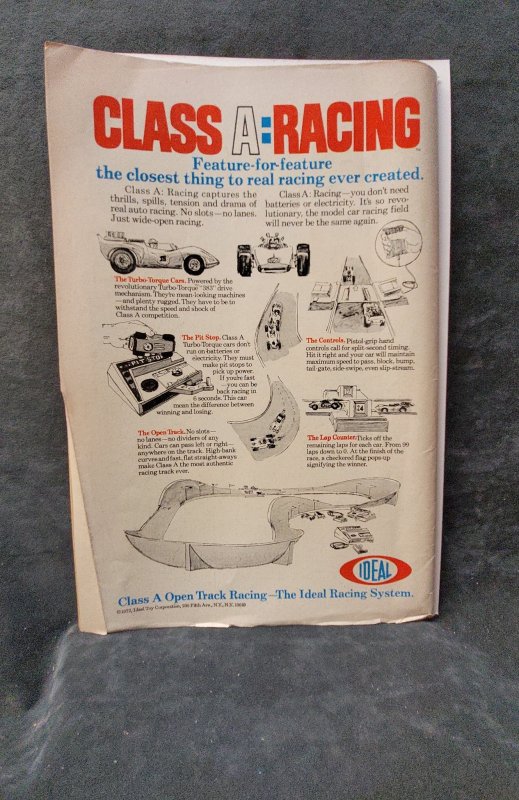 CLASS A: RACING
Feature-for-feature
the closest thing to real racing ever created.
Class A: Racing captures the
thrills, spills, tension and drama of
real auto racing. No slots—no lanes.
Just wide-open racing.
Class A: Racing—you don't need
batteries or electricity. It's so revo-
lutionary, the model car racing field
will never be the same again.
The Turbo-Torque Cars. Powered by the
revolutionary Turbo-Torque "383" drive
mechanism. They're mean-looking machines
—and plenty rugged. They have to be to
withstand the speed and shock of
Class A competition.
The Pit Stop. Class A
Turbo-Torque cars don't
run on batteries or
electricity. They must
make pit stops to
pick up power.
If you're fast
—you can be
back racing in
6 seconds. This can
mean the difference between
winning and losing.
PIT STOP
The Controls. Pistol-grip hand
controls call for split-second timing.
Hit it right and your car will maintain
maximum speed to pass, block, bump,
tail-gate, side-swipe, even slip-stream.
The Open Track. No slots—
no lanes—no dividers of any
kind. Cars can pass left or right—
anywhere on the track. High-bank
curves and fast, flat straight-aways
make Class A the most authentic
racing track ever.
24
The Lap Counter. Ticks off the
remaining laps for each car. From 99
laps down to 0. At the finish of the
race, a checkered flag pops-up
signifying the winner.
IDEAL
Class A Open Track Racing—The Ideal Racing System.
©1972, Ideal Toy Corporation, 200 Fifth Ave., N.Y., N.Y. 10010